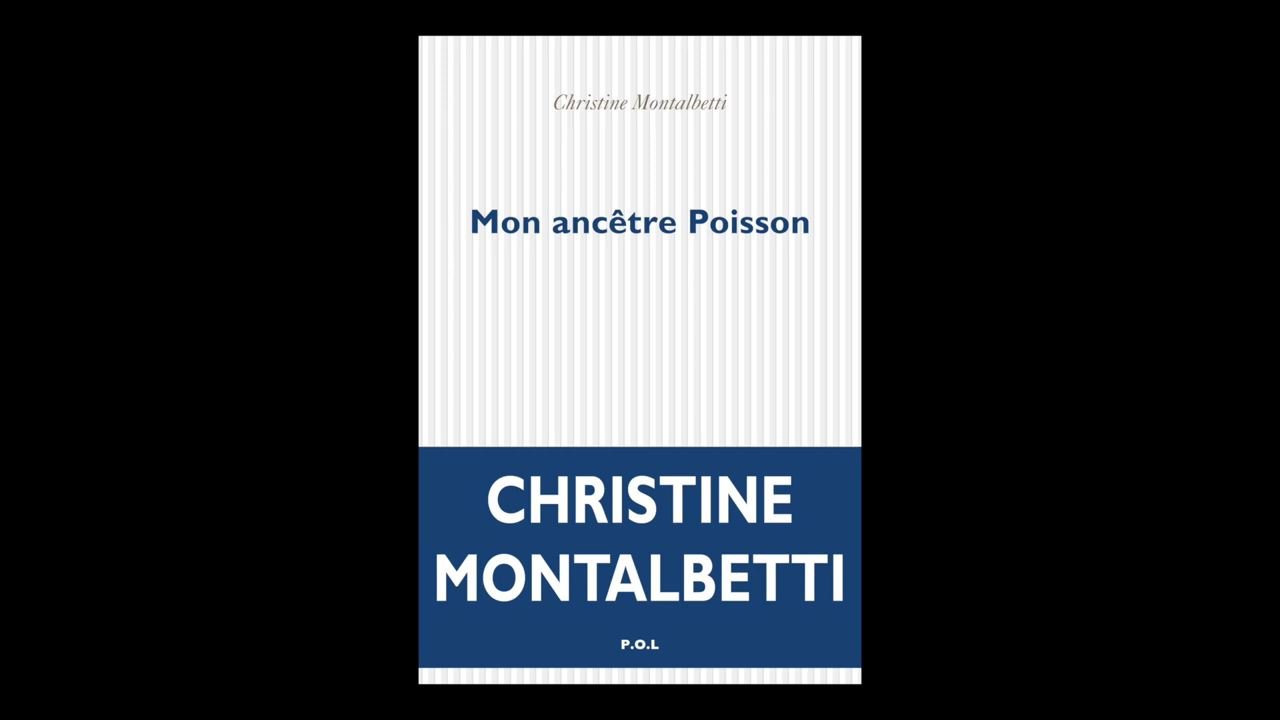 Christine Montalbetti
Mon ancêtre Poisson
CHRISTINE
MONTALBETTI
P.O.L